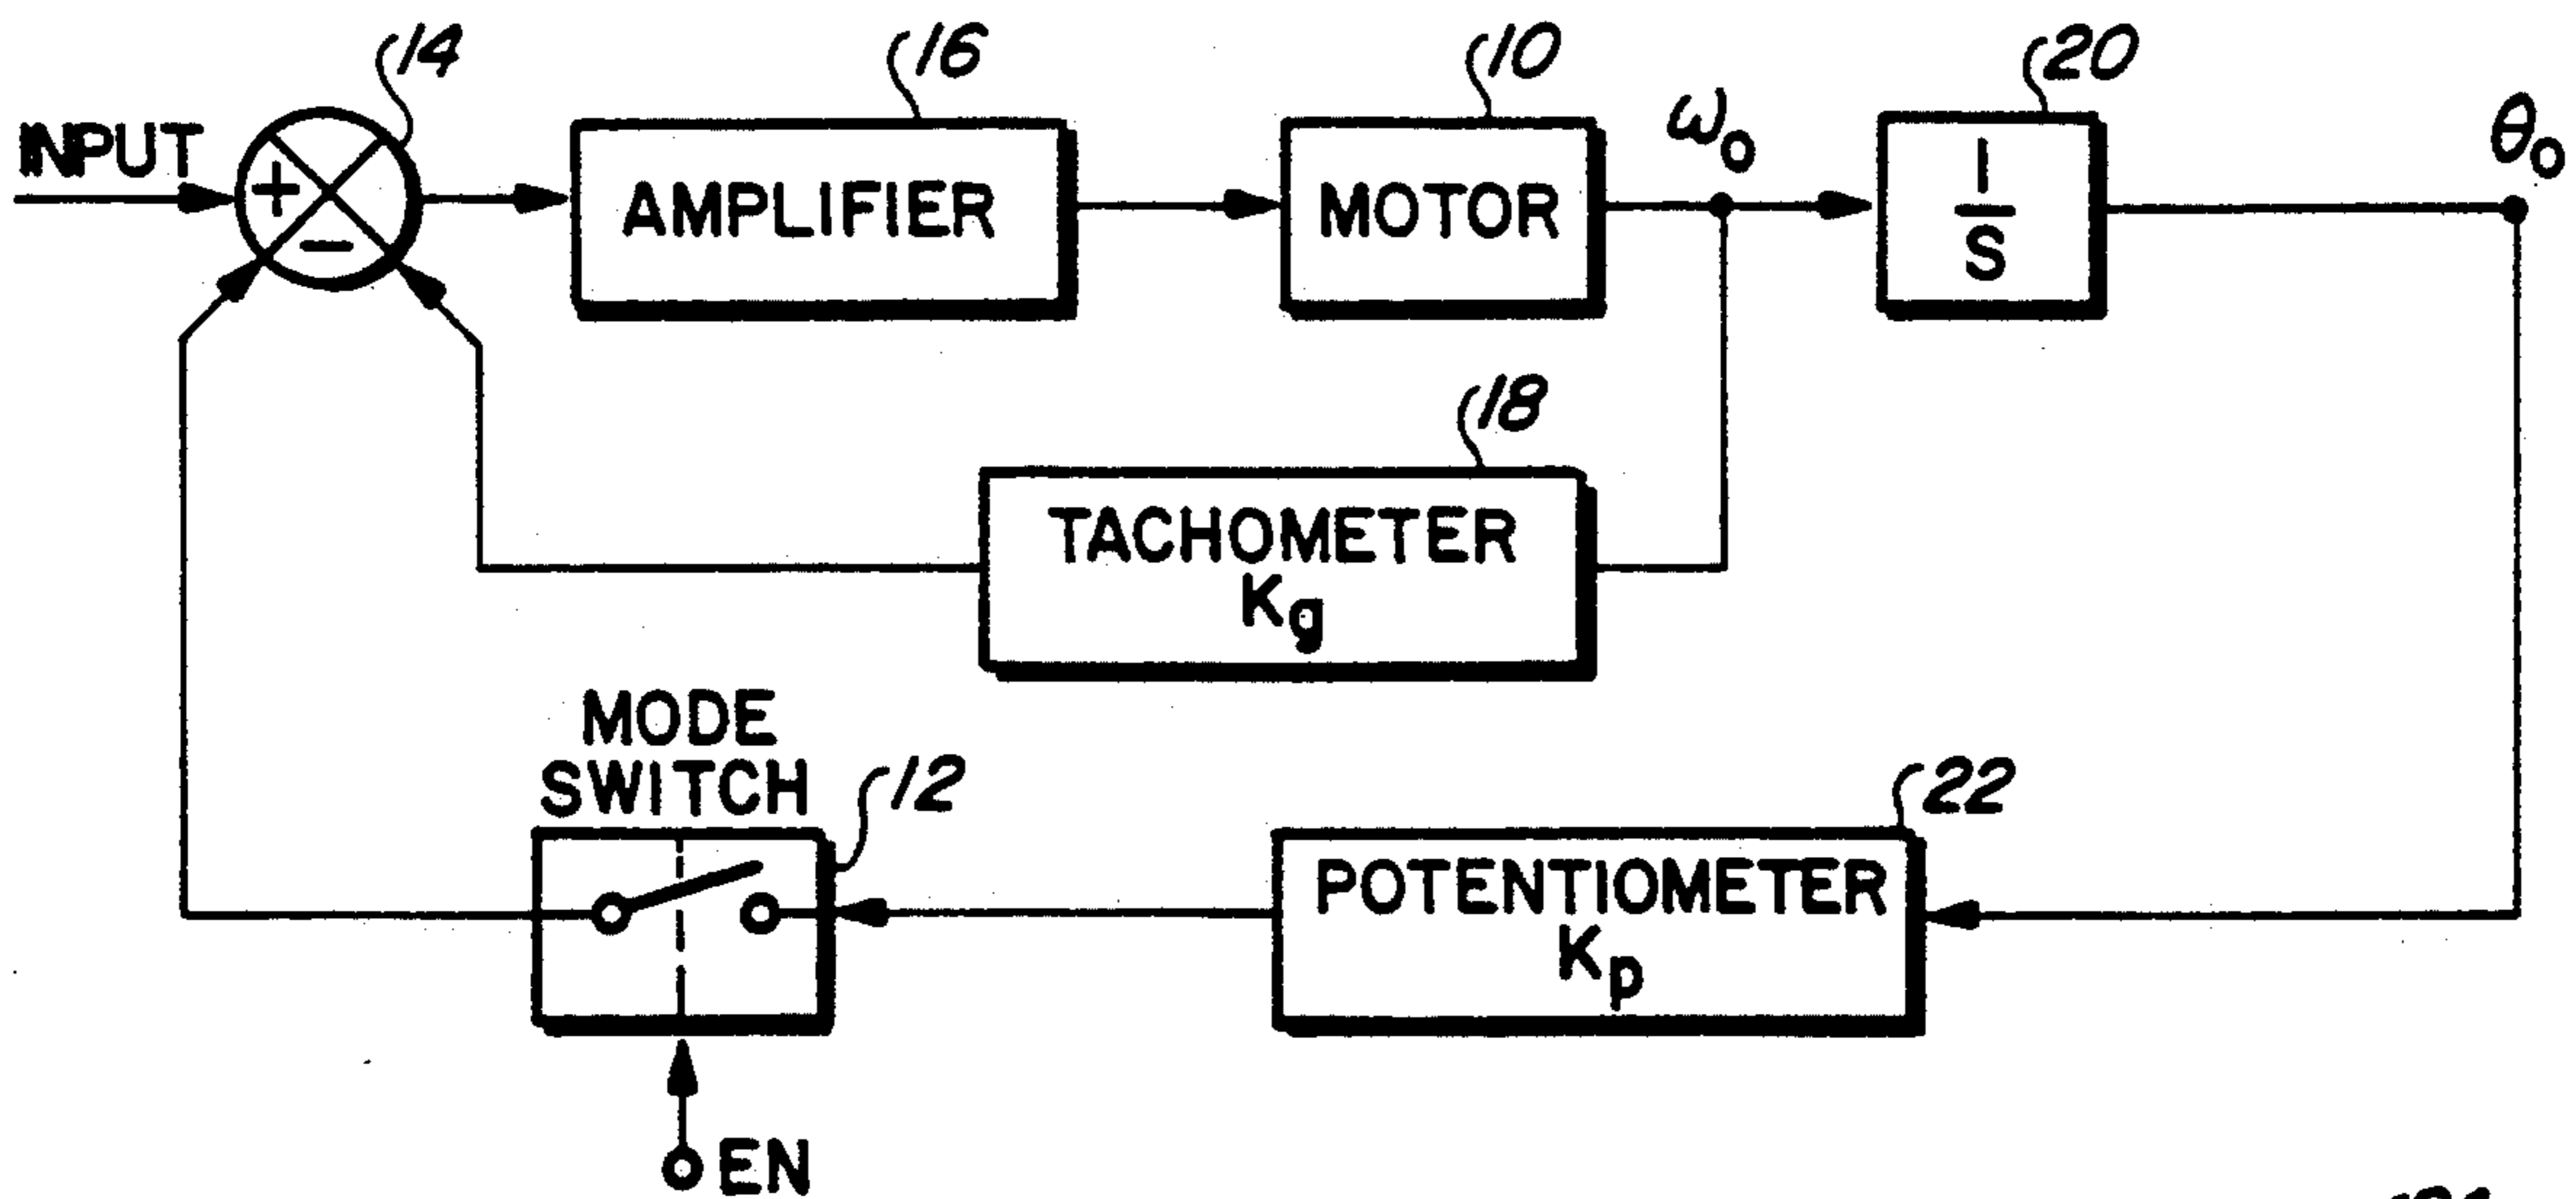 14
16
10
ω₀
20
θ₀
INPUT
+
−
AMPLIFIER
MOTOR
1
S
18
TACHOMETER
Kg
MODE
SWITCH
12
22
POTENTIOMETER
Kp
EN